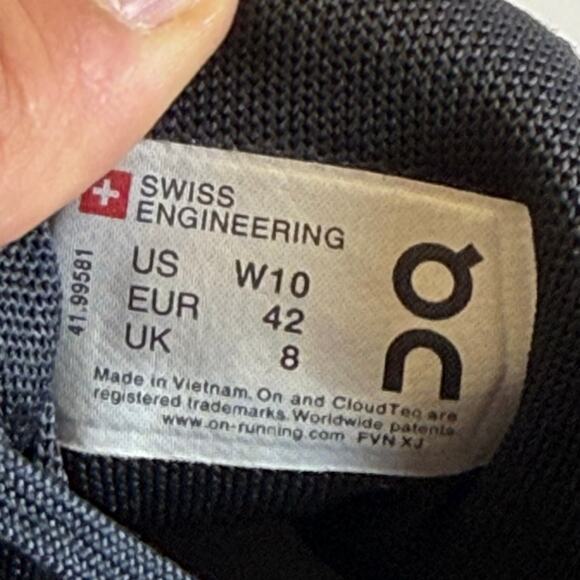 SWISS
ENGINEERING
US W10
EUR 42
UK 8
41.99581
Made in Vietnam. On and CloudTec are
registered trademarks. Worldwide patents
www.on-running.com FVN XJ
On